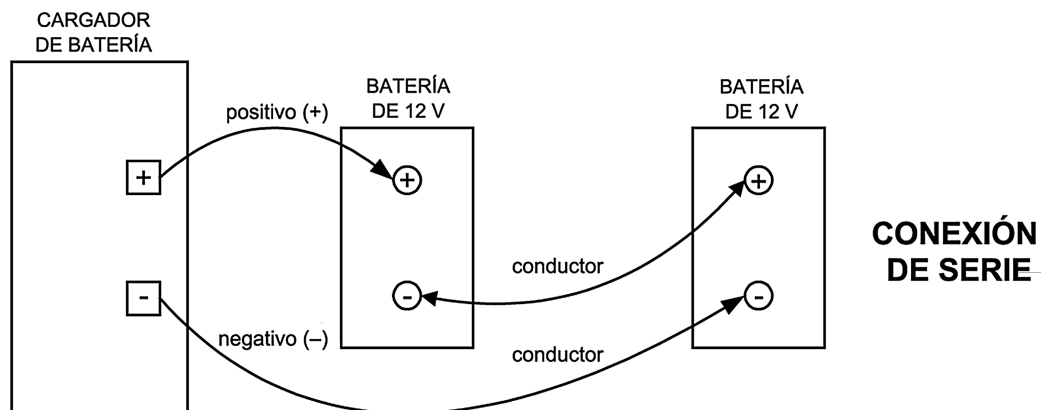 CARGADOR
DE BATERÍA
BATERÍA
DE 12 V
BATERÍA
DE 12 V
positivo (+)
+
+
+
CONEXIÓN
DE SERIE
conductor
-
-
-
negativo (–)
conductor